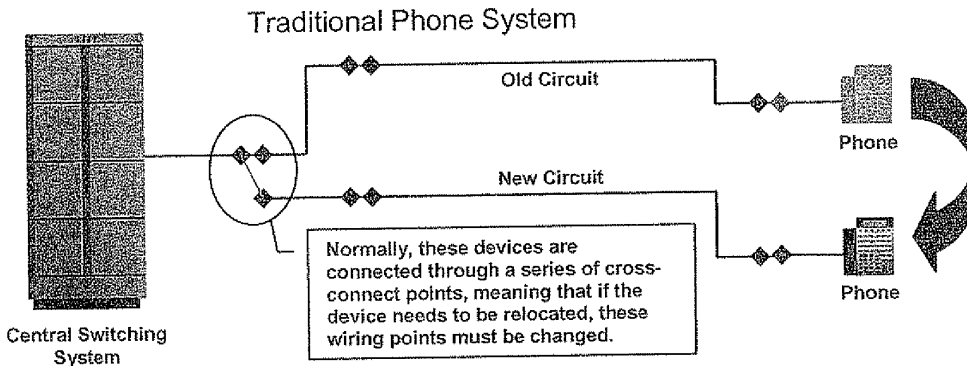 Traditional Phone System
Old Circuit
Phone
New Circuit
Normally, these devices are
connected through a series of cross-
connect points, meaning that if the
device needs to be relocated, these
wiring points must be changed.
Phone
Central Switching
System